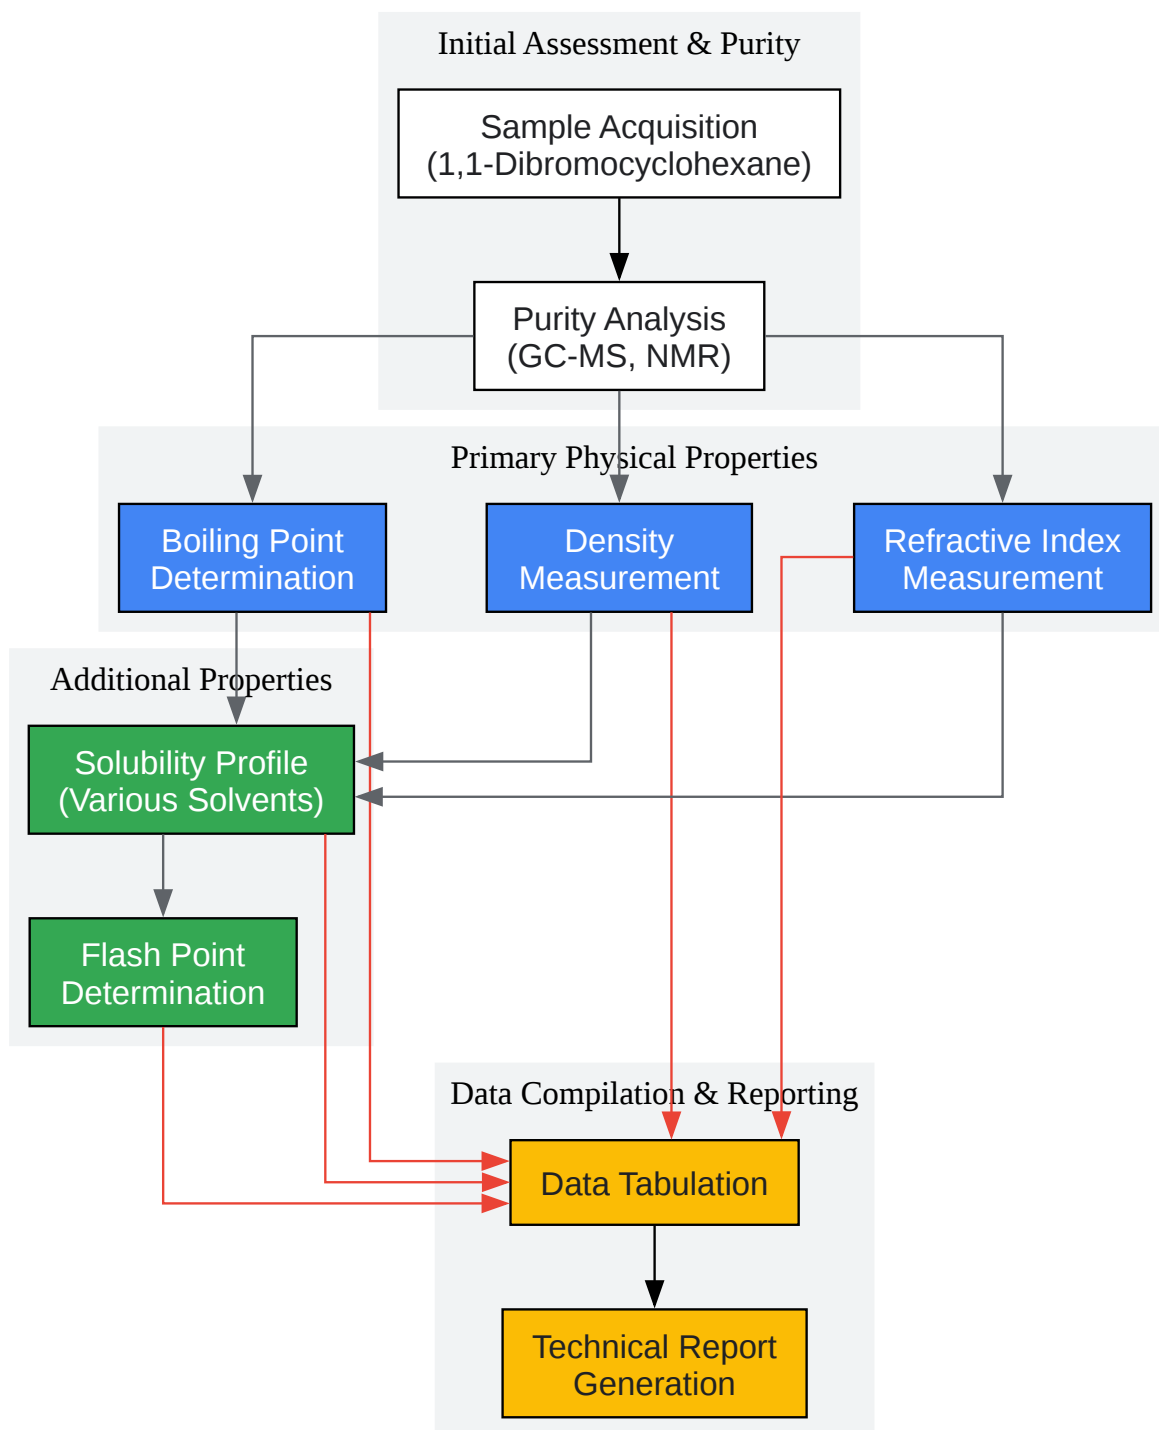 Initial Assessment & Purity
Sample Acquisition
(1,1-Dibromocyclohexane)
Purity Analysis
(GC-MS, NMR)
Primary Physical Properties
Boiling Point
Determination
Density
Measurement
Refractive Index
Measurement
Additional Properties
Solubility Profile
(Various Solvents)
Flash Point
Determination
Data Compilation & Reporting
Data Tabulation
Technical Report
Generation